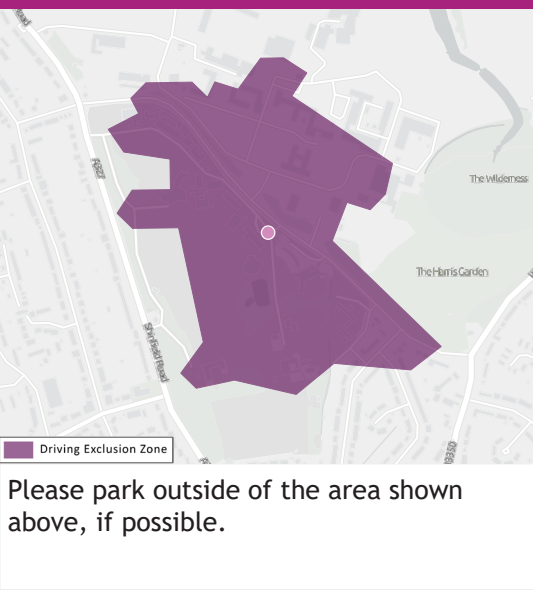 Road
A327
The Wilderness
The Harris Garden
Shinfield Road
B3350
Driving Exclusion Zone
Please park outside of the area shown
above, if possible.